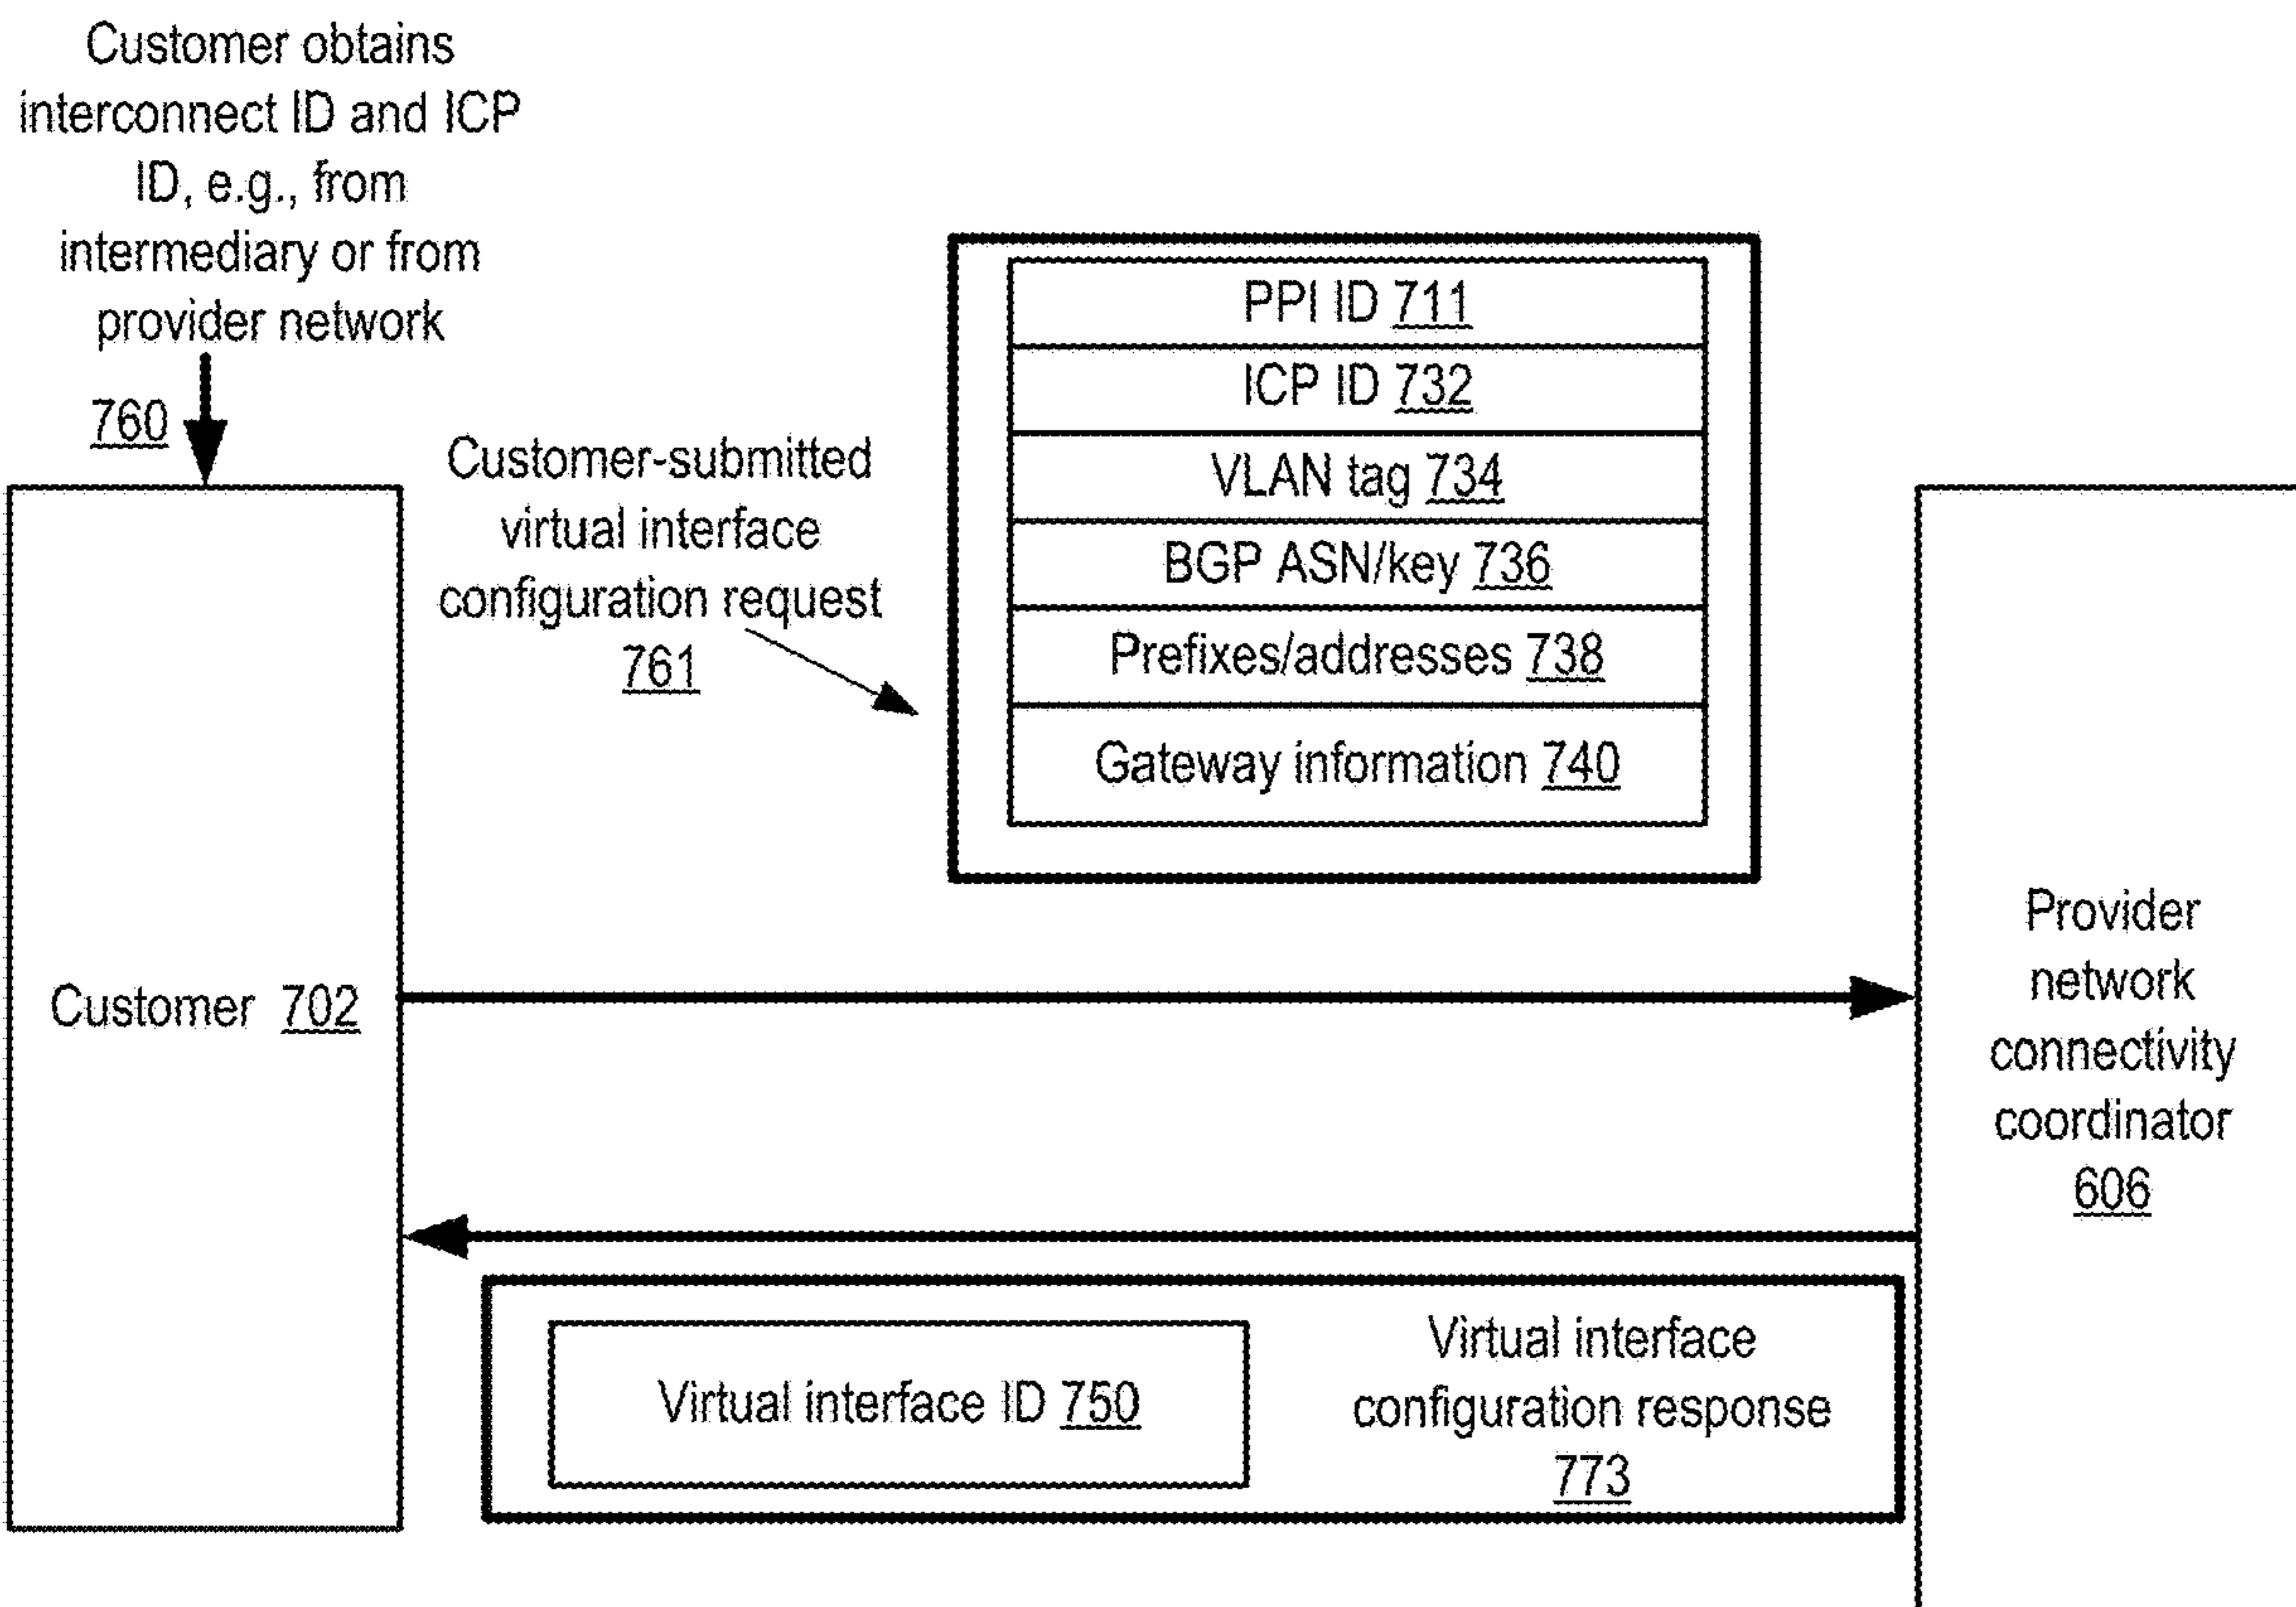 Customer obtains
interconnect ID and ICP
ID, e.g., from
intermediary or from
provider network
760
Customer-submitted
virtual interface
configuration request
761
PPI ID 711
ICP ID 732
VLAN tag 734
BGP ASN/key 736
Prefixes/addresses 738
Gateway information 740
Customer 702
Provider
network
connectivity
coordinator
606
Virtual interface ID 750
Virtual interface
configuration response
773